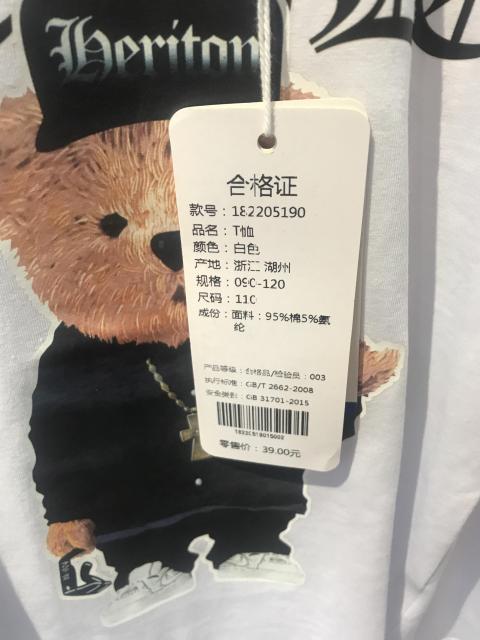 Heriton
合格证
款号：182205190
品名：T恤
颜色：白色
产地：浙江 湖州
规格：090-120
尺码：110
成份：面料：95%棉5%氨
纶
产品等级：合格品/检验员：003
执行标准：GB/T 2662-2008
安全类别：GB 31701-2015
零售价：39.00元